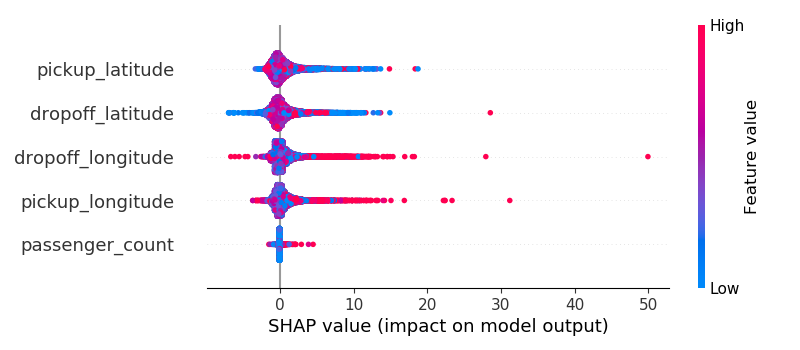 High
pickup_latitude
dropoff_latitude
dropoff_longitude
pickup_longitude
passenger_count
Feature value
Low
0 10 20 30 40 50
SHAP value (impact on model output)